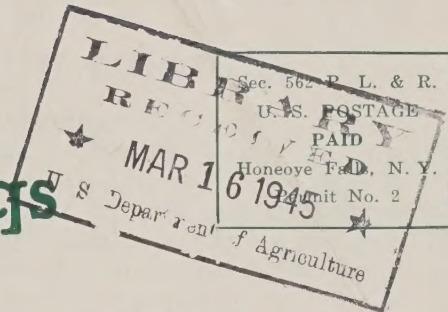 LIBRARY
RECEIVED
★ MAR 16 1945 ★
U S Department of Agriculture
Sec. 562 P. L. & R.
U. S. POSTAGE
PAID
Honeoye Falls, N. Y.
Permit No. 2